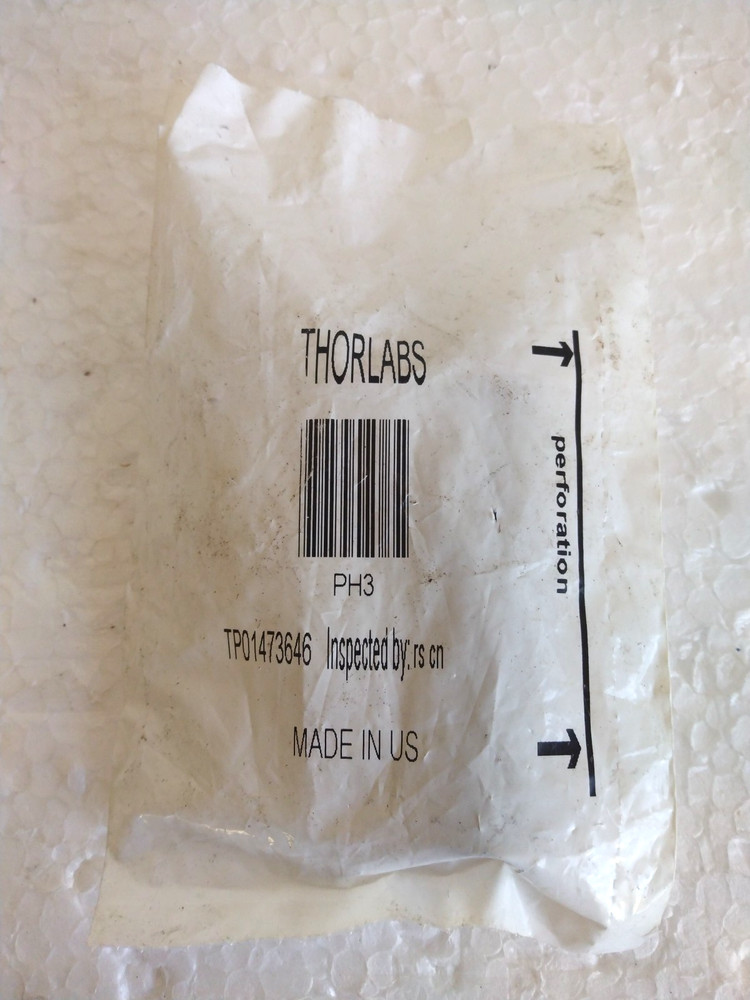 THORLABS
PH3
TP01473646 Inspected by: rs cn
MADE IN US
perforation